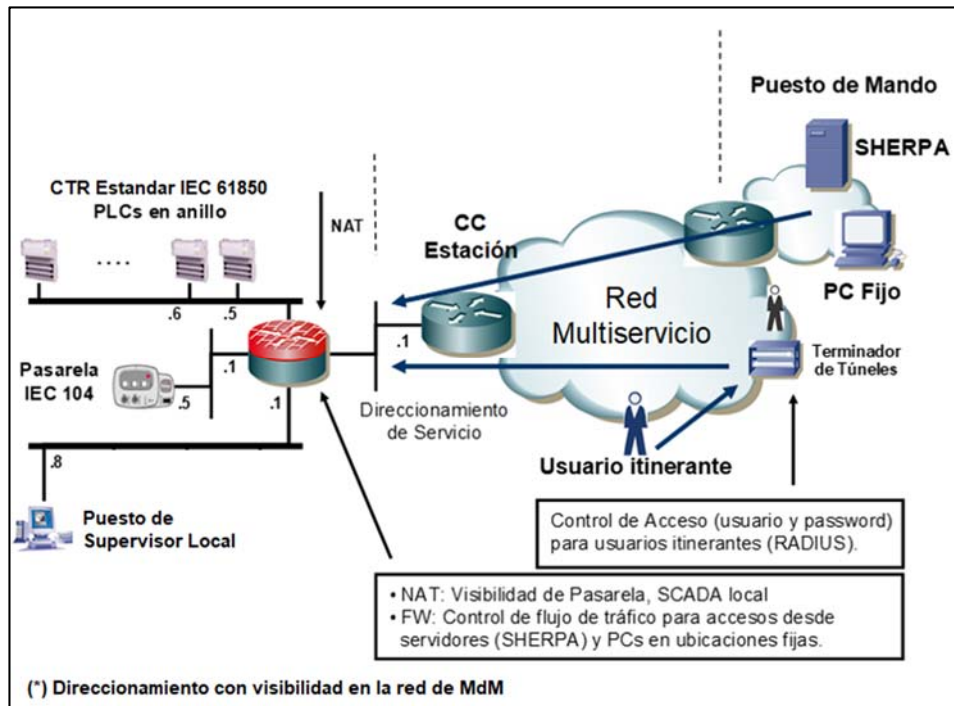 Puesto de Mando
SHERPA
CTR Estandar IEC 61850
PLCs en anillo
NAT
CC
Estación
PC Fijo
....
.6
.5
Red
Multiservicio
Pasarela
IEC 104
.1
.1
Terminador
de Túneles
.5
.1
Direccionamiento
de Servicio
.8
Usuario itinerante
Puesto de
Supervisor Local
Control de Acceso (usuario y password)
para usuarios itinerantes (RADIUS).
• NAT: Visibilidad de Pasarela, SCADA local
• FW: Control de flujo de tráfico para accesos desde
servidores (SHERPA) y PCs en ubicaciones fijas.
(*) Direccionamiento con visibilidad en la red de MdM